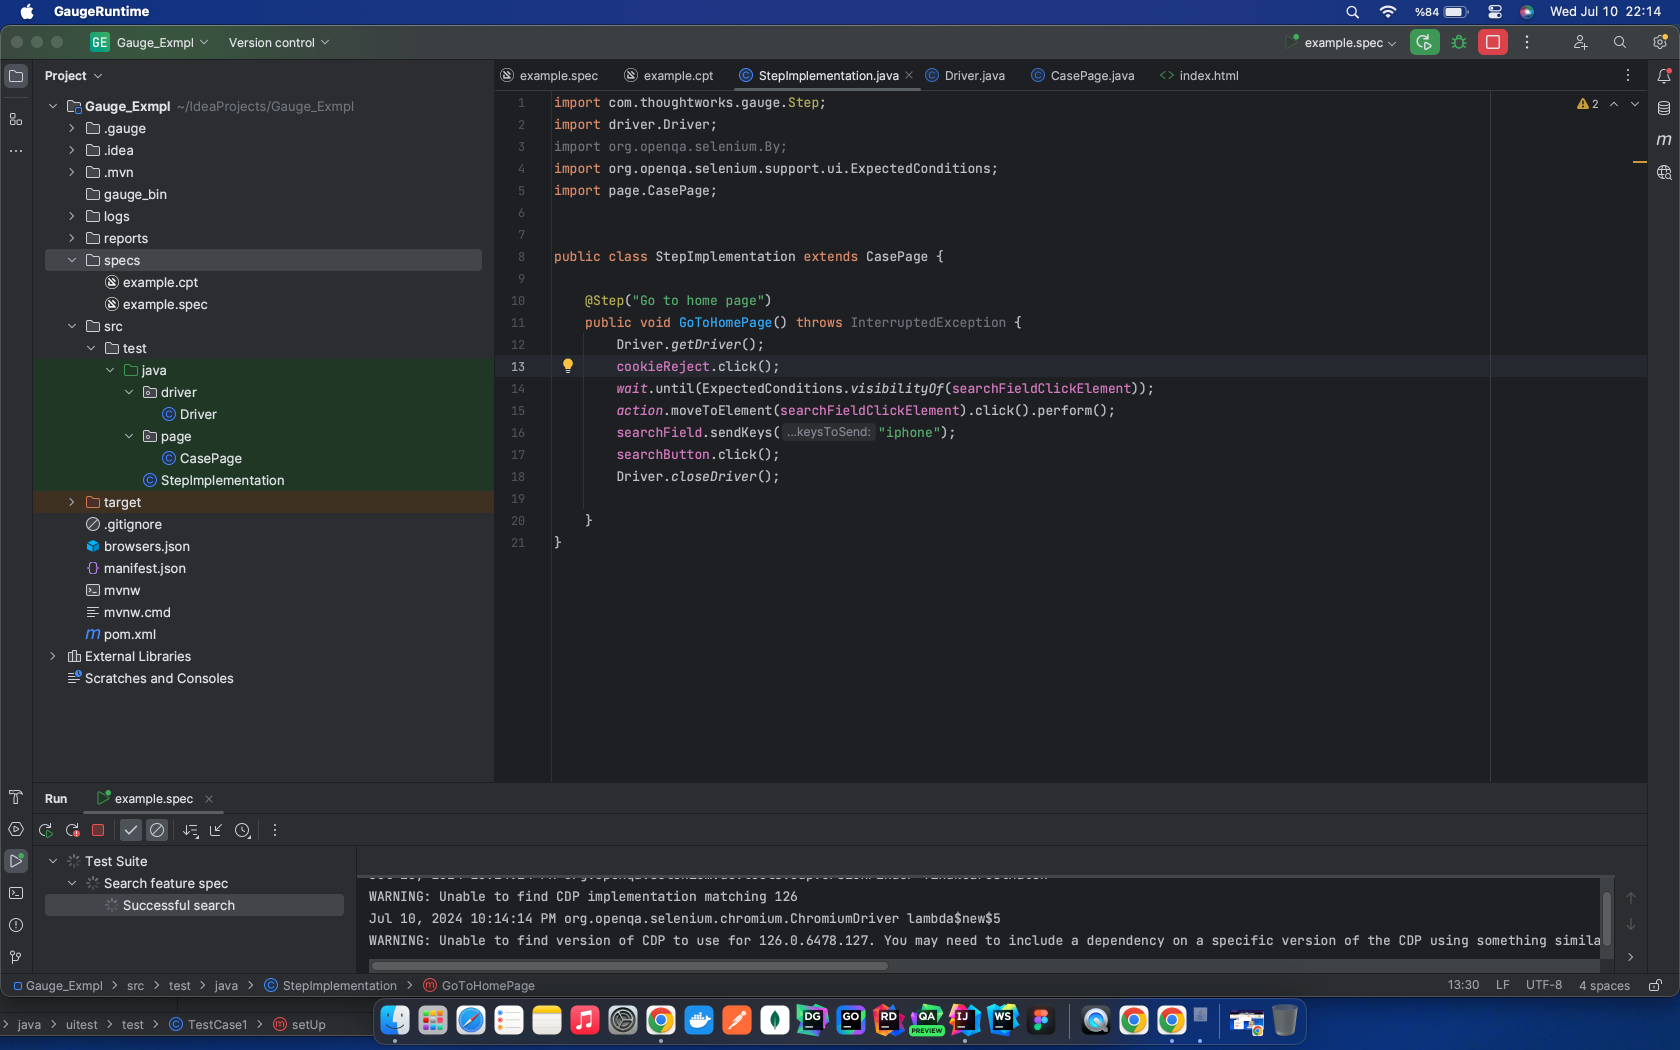 GaugeRuntime
%84
Wed Jul 10 22:14
GE Gauge_Exmpl
Version control
example.spec
Project
example.spec
example.cpt
StepImplementation.java
Driver.java
CasePage.java
index.html
Gauge_Exmpl ~/IdeaProjects/Gauge_Exmpl
.gauge
.idea
.mvn
gauge_bin
logs
reports
specs
example.cpt
example.spec
src
test
java
driver
Driver
page
CasePage
StepImplementation
target
.gitignore
browsers.json
manifest.json
mvnw
mvnw.cmd
pom.xml
External Libraries
Scratches and Consoles
2
1 import com.thoughtworks.gauge.Step;
2 import driver.Driver;
3 import org.openqa.selenium.By;
4 import org.openqa.selenium.support.ui.ExpectedConditions;
5 import page.CasePage;
6
7
8 public class StepImplementation extends CasePage {
9
10 @Step("Go to home page")
11 public void GoToHomePage() throws InterruptedException {
12 Driver.getDriver();
13 cookieReject.click();
14 wait.until(ExpectedConditions.visibilityOf(searchFieldClickElement));
15 action.moveToElement(searchFieldClickElement).click().perform();
16 searchField.sendKeys( ...keysToSend: "iphone");
17 searchButton.click();
18 Driver.closeDriver();
19
20 }
21 }
Run
example.spec
Test Suite
Search feature spec
Successful search
WARNING: Unable to find CDP implementation matching 126
Jul 10, 2024 10:14:14 PM org.openqa.selenium.chromium.ChromiumDriver lambda$new$5
WARNING: Unable to find version of CDP to use for 126.0.6478.127. You may need to include a dependency on a specific version of the CDP using something simila
Gauge_Exmpl > src > test > java > StepImplementation > GoToHomePage
13:30 LF UTF-8 4 spaces
> java > uitest > test > TestCase1 > setUp
DG
GO
RD
QA
PREVIEW
IJ
WS